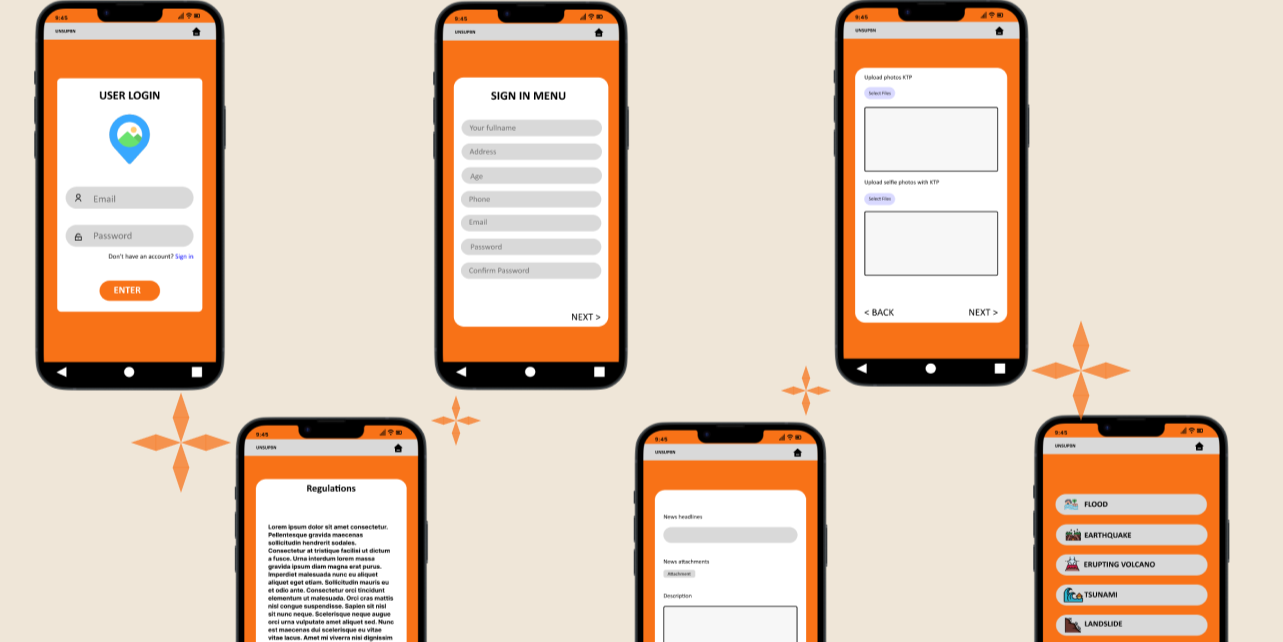 9:45
UNSUPBN
USER LOGIN
Email
Password
Don't have an account? Sign in
ENTER
9:45
UNSUPBN
SIGN IN MENU
Your fullname
Address
Age
Phone
Email
Password
Confirm Password
NEXT >
9:45
UNSUPBN
Upload photos KTP
Select Files
Upload selfie photos with KTP
Select Files
< BACK
NEXT >
9:45
UNSUPBN
Regulations
Lorem ipsum dolor sit amet consectetur.
Pellentesque gravida maecenas
sollicitudin hendrerit sodales.
Consectetur at tristique facilisi ut dictum
a fusce. Urna interdum lorem massa
gravida ipsum diam magna erat purus.
Imperdiet malesuada nunc eu aliquet
aliquet eget etiam. Sollicitudin mauris eu
et odio ante. Consectetur orci tincidunt
elementum ut malesuada. Orci cras mattis
nisl congue suspendisse. Sapien sit nisl
sit nunc neque. Scelerisque neque augue
orci urna vulputate amet aliquet sed. Nunc
est maecenas dui scelerisque eu vitae
vitae lacus. Amet mi viverra nisi dignissim
9:45
UNSUPBN
News headlines
News attachments
Attachment
Description
9:45
UNSUPBN
FLOOD
EARTHQUAKE
ERUPTING VOLCANO
TSUNAMI
LANDSLIDE